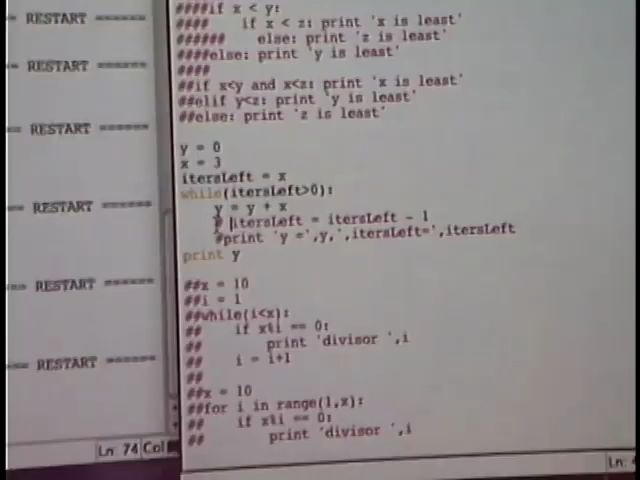 == RESTART ======
== RESTART ======
== RESTART ======
== RESTART ======
== RESTART ======
== RESTART ======
Ln: 74 Col
####if x < y:
####    if x < z: print 'x is least'
######    else: print 'z is least'
####else: print 'y is least'
####
##if x<y and x<z: print 'x is least'
##elif y<z: print 'y is least'
##else: print 'z is least'
y = 0
x = 3
itersLeft = x
while(itersLeft>0):
y = y + x
# itersLeft = itersLeft - 1
#print 'y =',y,',itersLeft=',itersLeft
print y
##x = 10
##i = 1
##while(i<x):
##    if x%i == 0:
##        print 'divisor ',i
##    i = i+1
##
##x = 10
##for i in range(1,x):
##    if x%i == 0:
##        print 'divisor ',i
Ln: